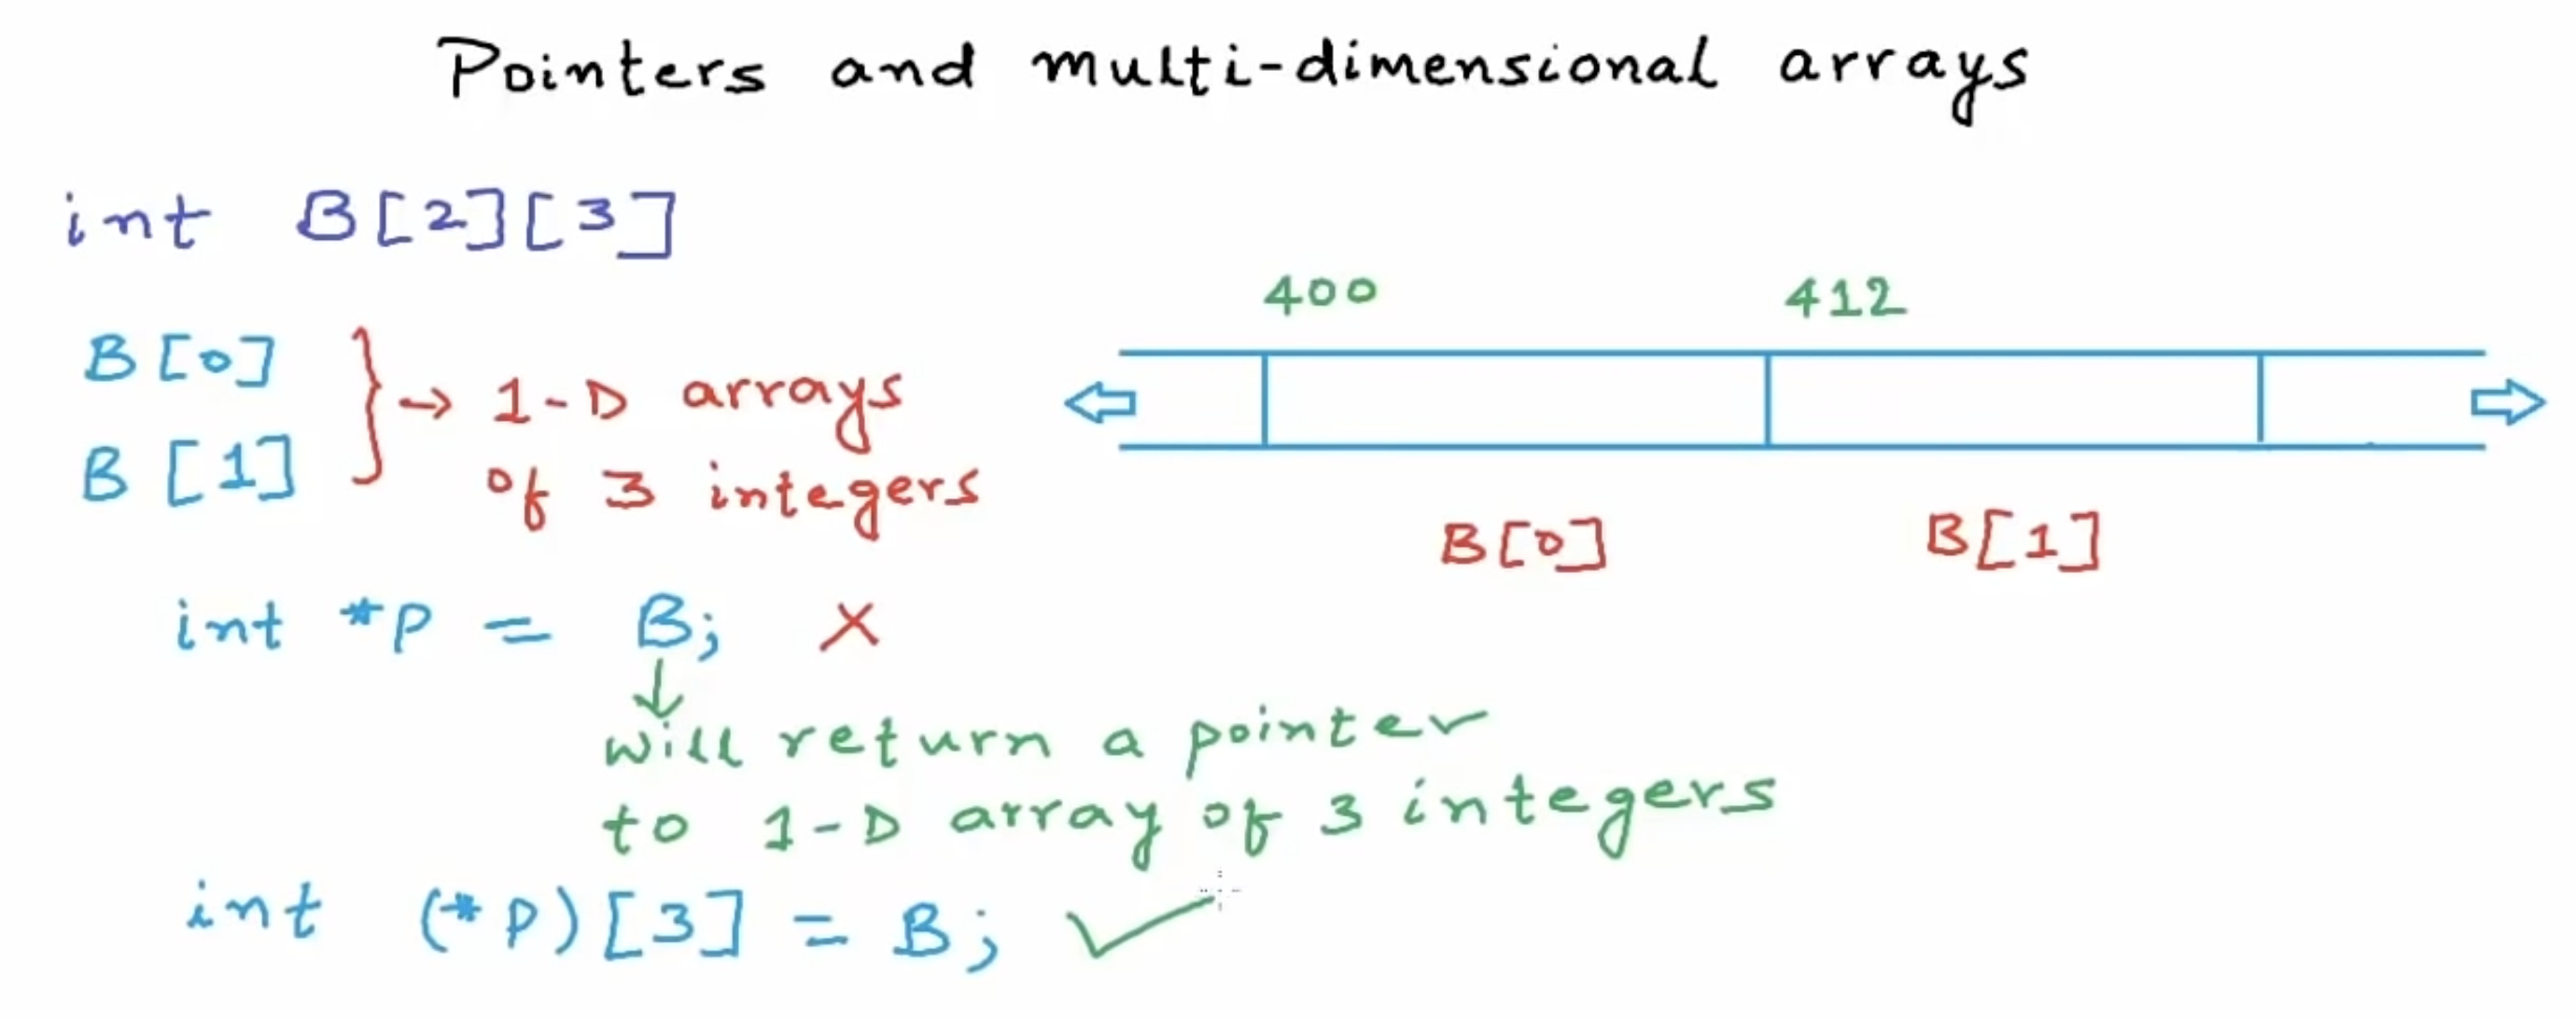 Pointers and multi-dimensional arrays
int B[2][3]
400 412
B[0]
B[1]
→ 1-D arrays
of 3 integers
B[0] B[1]
int *p = B; X
↓
will return a pointer
to 1-D array of 3 integers
int (*p)[3] = B; ✓